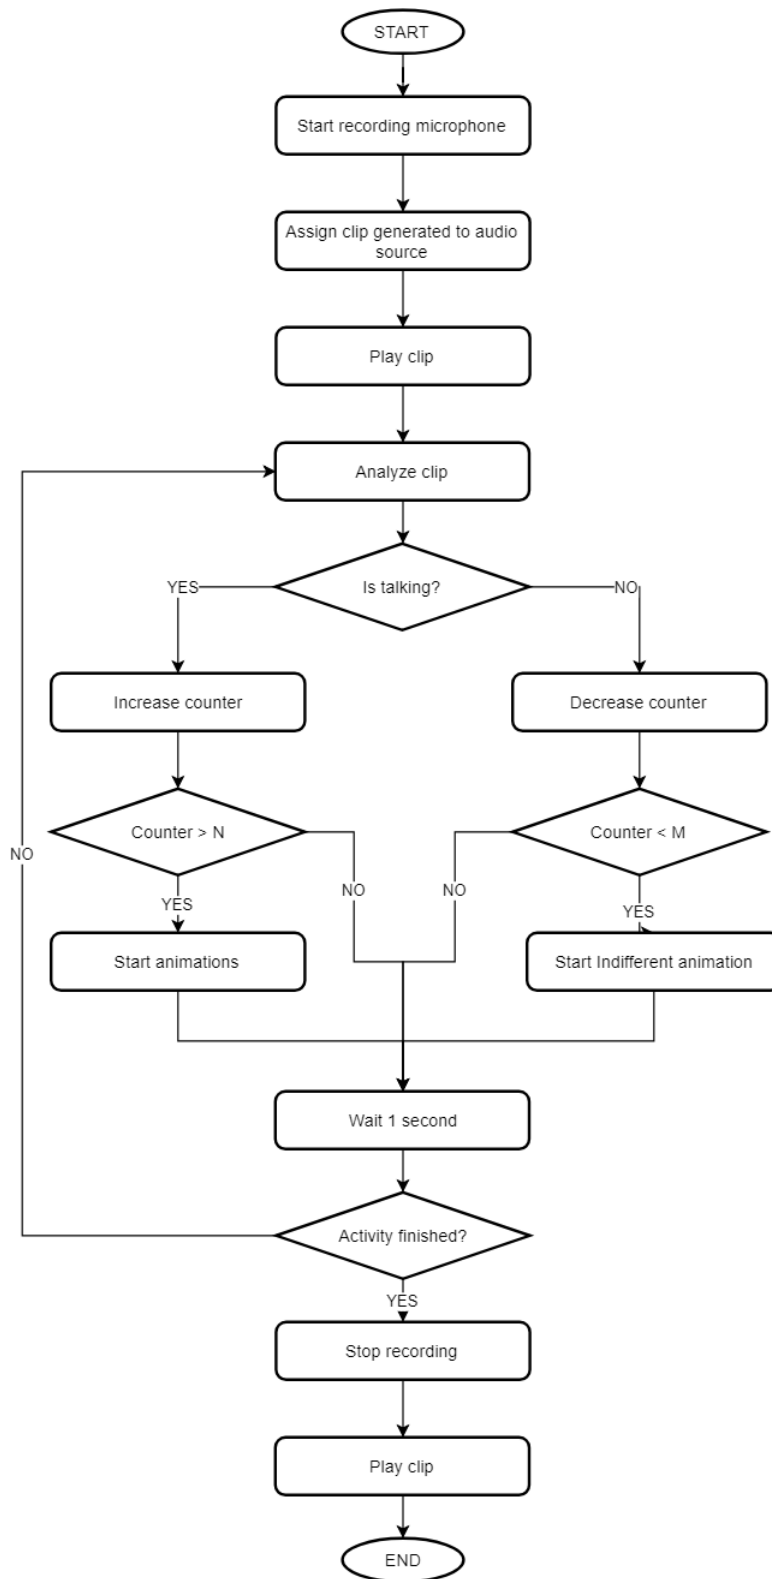 START
Start recording microphone
Assign clip generated to audio
source
Play clip
Analyze clip
Is talking?
YES
NO
Increase counter
Decrease counter
Counter > N
Counter < M
NO
NO
NO
YES
YES
Start animations
Start Indifferent animation
Wait 1 second
Activity finished?
YES
Stop recording
Play clip
END